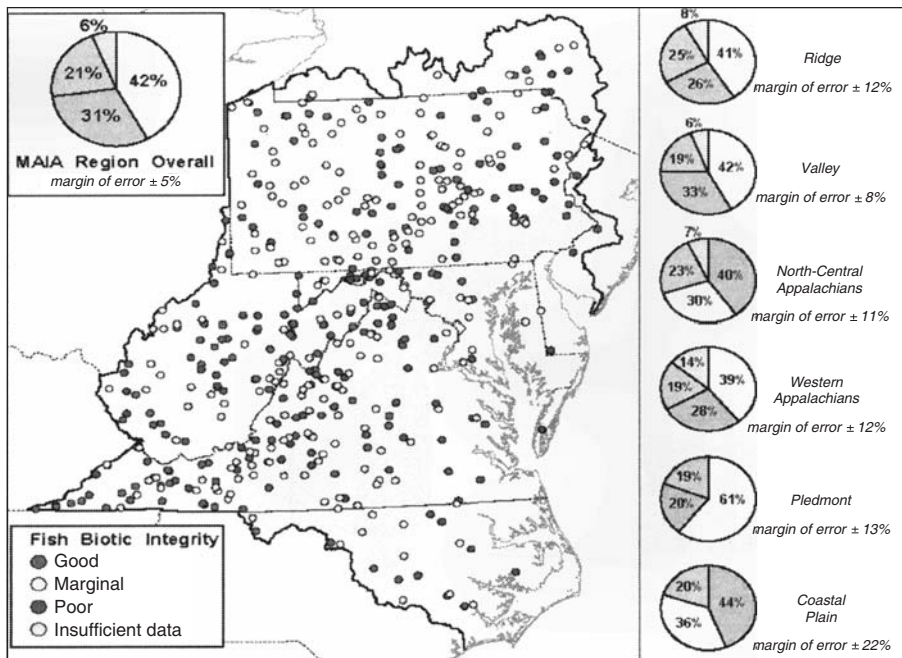 6%
21%
42%
31%
MAIA Region Overall
margin of error ± 5%
Fish Biotic Integrity
Good
Marginal
Poor
Insufficient data
8%
25%
41%
26%
Ridge
margin of error ± 12%
6%
19%
42%
33%
Valley
margin of error ± 8%
7%
23%
40%
30%
North-Central
Appalachians
margin of error ± 11%
14%
39%
19%
28%
Western
Appalachians
margin of error ± 12%
19%
61%
20%
Piedmont
margin of error ± 13%
20%
44%
36%
Coastal
Plain
margin of error ± 22%